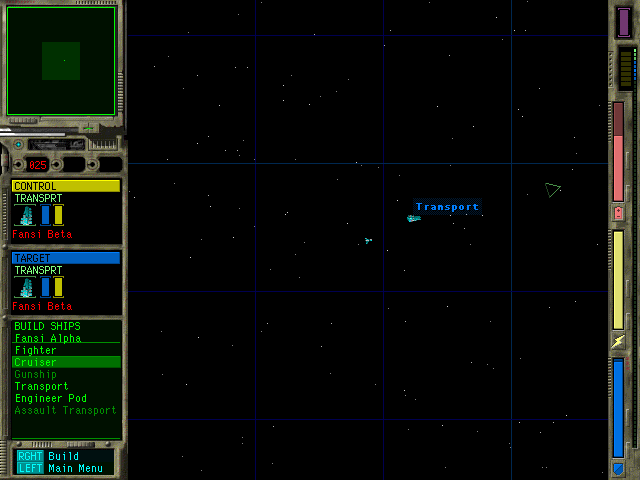 025
CONTROL
TRANSPRT
Fansi Beta
TARGET
TRANSPRT
Fansi Beta
BUILD SHIPS
Fansi Alpha
Fighter
Cruiser
Gunship
Transport
Engineer Pod
Assault Transport
RGHT Build
LEFT Main Menu
Transport